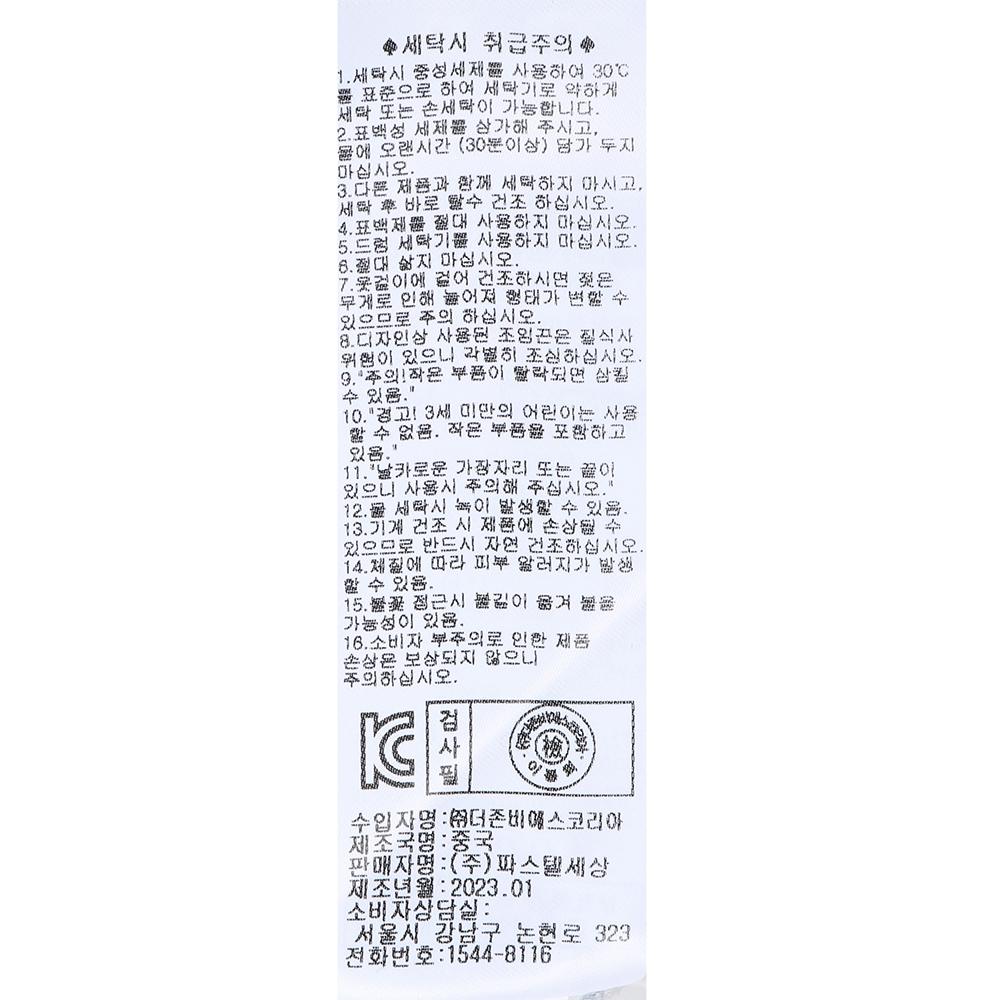 ♠세탁시 취급주의♠
1.세탁시 중성세제를 사용하여 30℃
를 표준으로 하여 세탁기로 약하게
세탁 또는 손세탁이 가능합니다.
2.표백성 세제를 삼가해 주시고,
물에 오랜시간 (30분이상) 담가 두지
마십시오.
3.다른 제품과 함께 세탁하지 마시고,
세탁 후 바로 탈수 건조 하십시오.
4.표백제를 절대 사용하지 마십시오.
5.드럼 세탁기를 사용하지 마십시오.
6.절대 삶지 마십시오.
7.옷걸이에 걸어 건조하시면 젖은
무게로 인해 늘어져 형태가 변할 수
있으므로 주의 하십시오.
8.디자인상 사용된 조임끈은 질식사
위험이 있으니 각별히 조심하십시오.
9."주의!작은 부품이 탈락되면 삼킬
수 있음."
10."경고! 3세 미만의 어린이는 사용
할 수 없음. 작은 부품을 포함하고
있음."
11."날카로운 가장자리 또는 끝이
있으니 사용시 주의해 주십시오."
12.물 세탁시 녹이 발생할 수 있음.
13.기계 건조 시 제품에 손상될 수
있으므로 반드시 자연 건조하십시오.
14.체질에 따라 피부 알러지가 발생
할 수 있음.
15.불꽃 접근시 불길이 옮겨 붙을
가능성이 있음.
16.소비자 부주의로 인한 제품
손상은 보상되지 않으니
주의하십시오.
KC
검사필
㈜더존비에스코리아
檢
수입자명:㈜더존비에스코리아
제조국명:중국
판매자명:(주)파스텔세상
제조년월:2023.01
소비자상담실:
서울시 강남구 논현로 323
전화번호:1544-8116